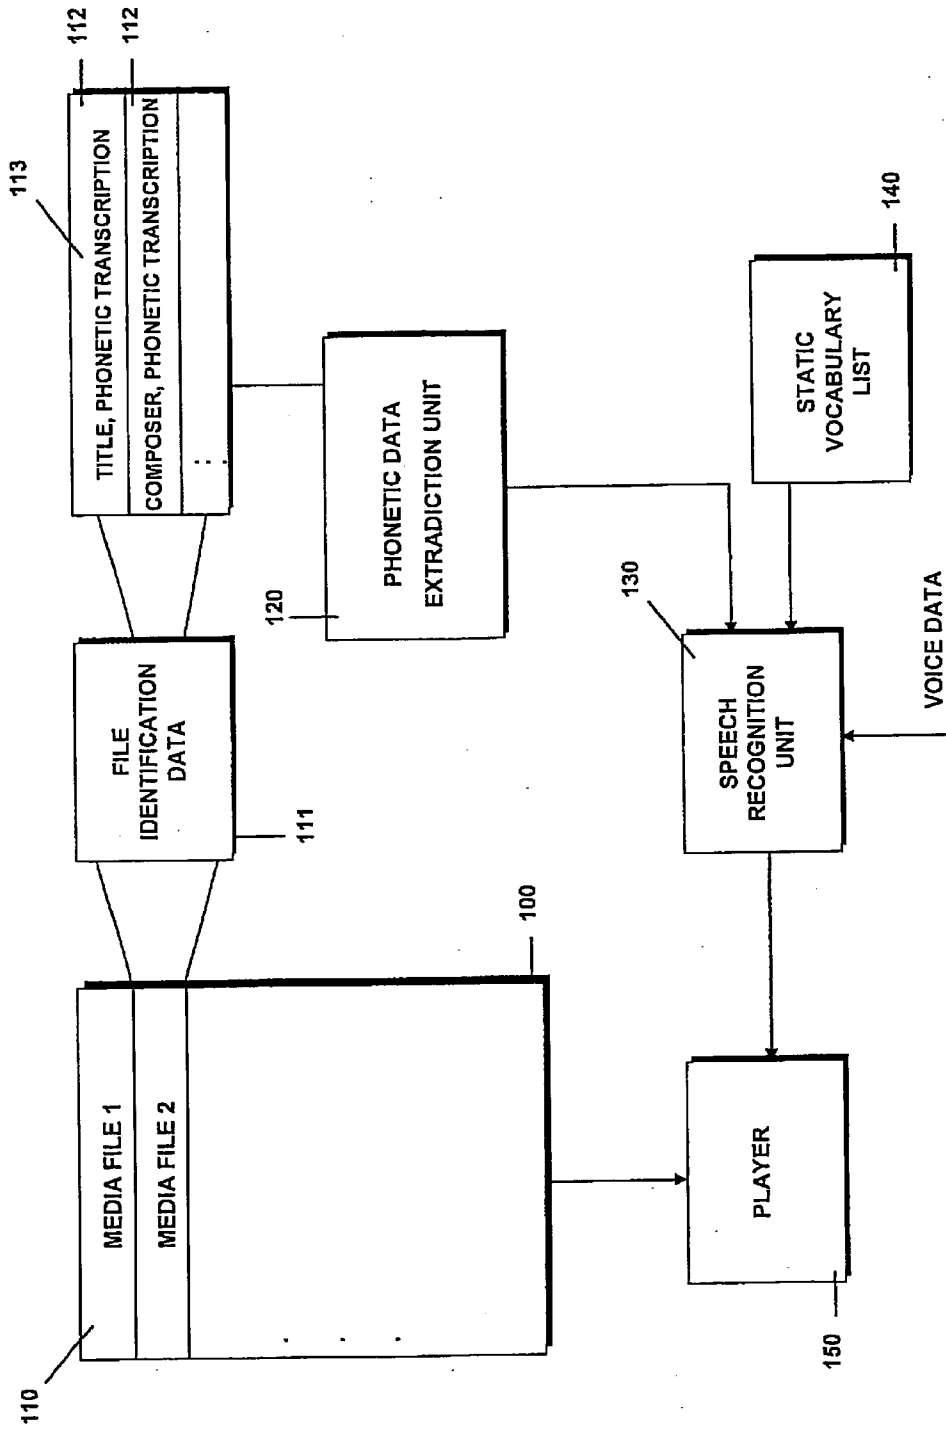 110
MEDIA FILE 1
MEDIA FILE 2
100
FILE
IDENTIFICATION
DATA
111
113
TITLE, PHONETIC TRANSCRIPTION
112
COMPOSER, PHONETIC TRANSCRIPTION
112
120
PHONETIC DATA
EXTRADICTION UNIT
130
SPEECH
RECOGNITION
UNIT
STATIC
VOCABULARY
LIST
140
PLAYER
150
VOICE DATA